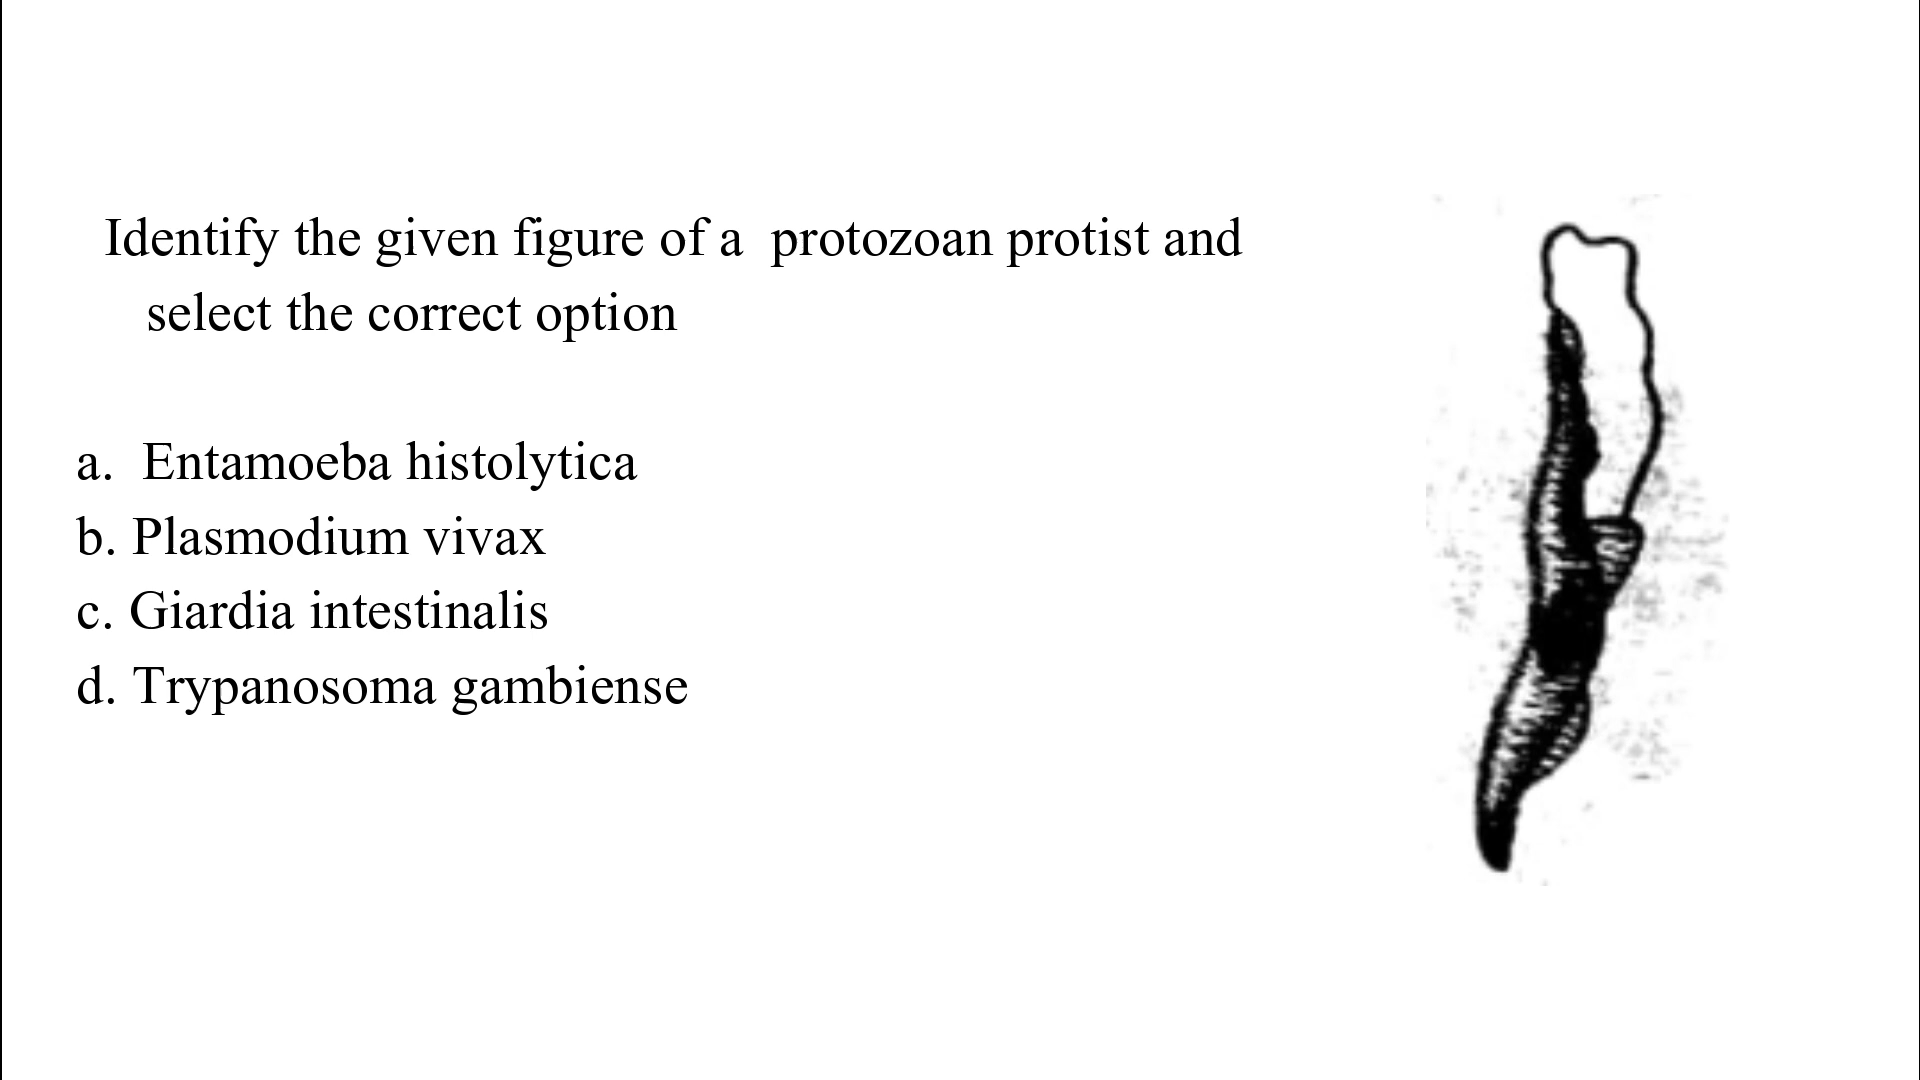 Identify the given figure of a protozoan protist and
select the correct option
a. Entamoeba histolytica
b. Plasmodium vivax
c. Giardia intestinalis
d. Trypanosoma gambiense